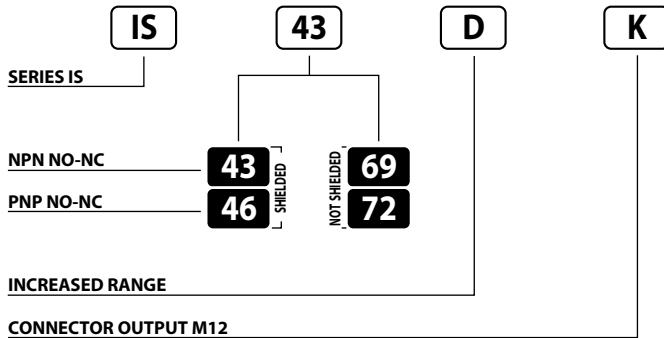 IS 43 D K
SERIES IS
NPN NO-NC 43 SHIELDED NOT SHIELDED 69
PNP NO-NC 46 72
INCREASED RANGE
CONNECTOR OUTPUT M12